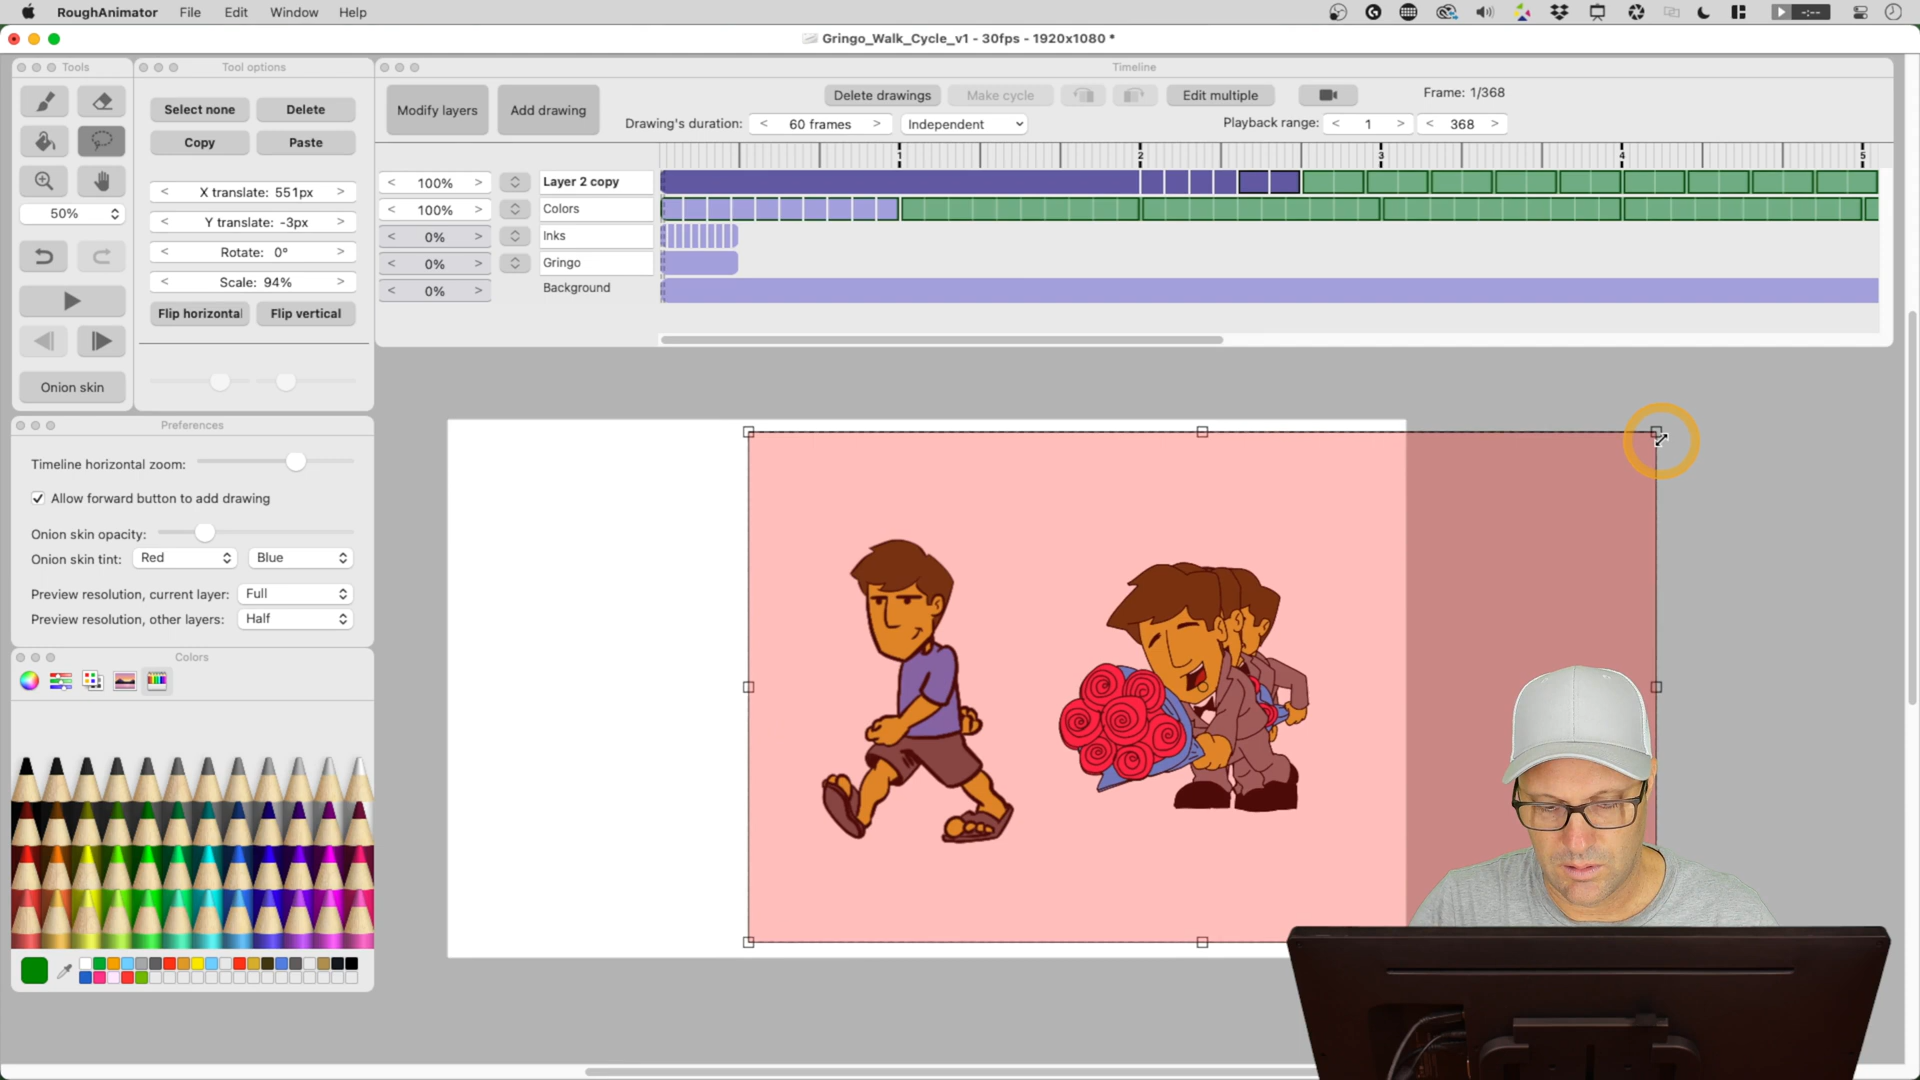 RoughAnimator File Edit Window Help
Gringo_Walk_Cycle_v1 - 30fps - 1920x1080 *
Tools
Tool options
Timeline
Select none
Delete
Copy
Paste
X translate: 551px
Y translate: -3px
Rotate: 0°
Scale: 94%
Flip horizontal
Flip vertical
50%
Onion skin
Modify layers
Add drawing
Delete drawings
Make cycle
Edit multiple
Frame: 1/368
Drawing's duration:
60 frames
Independent
Playback range:
1
368
1 2 3 4 5
100% Layer 2 copy
100% Colors
0% Inks
0% Gringo
0% Background
Preferences
Timeline horizontal zoom:
Allow forward button to add drawing
Onion skin opacity:
Onion skin tint: Red Blue
Preview resolution, current layer: Full
Preview resolution, other layers: Half
Colors